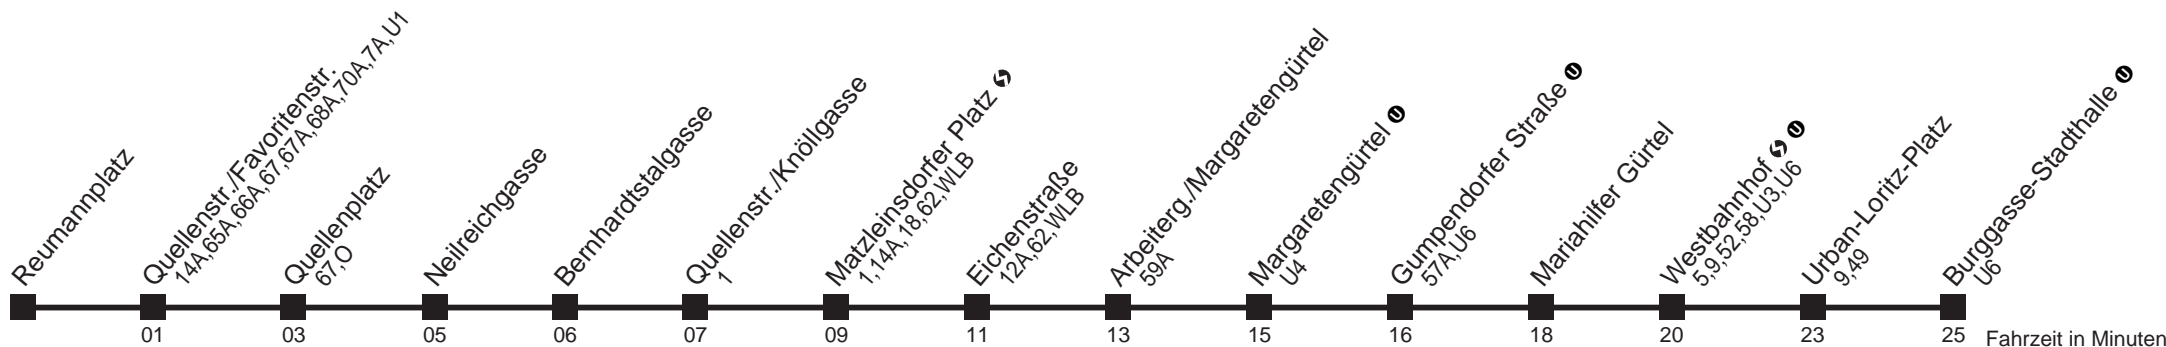 Reumannplatz
Quellenstr./Favoritenstr.
14A,65A,66A,67,67A,68A,70A,7A,U1
Quellenplatz
67,O
Neilreichgasse
Bernhardtstalgasse
Quellenstr./Knöllgasse
1
Matzleinsdorfer Platz
1,14A,18,62,WLB
Eichenstraße
12A,62,WLB
Arbeiterg./Margaretengürtel
59A
Margaretengürtel U
U4
Gumpendorfer Straße U
57A,U6
Mariahilfer Gürtel
Westbahnhof S U
5,9,52,58,U3,U6
Urban-Loritz-Platz
9,49
Burggasse-Stadthalle U
U6
01 03 05 06 07 09 11 13 15 16 18 20 23 25 Fahrzeit in Minuten